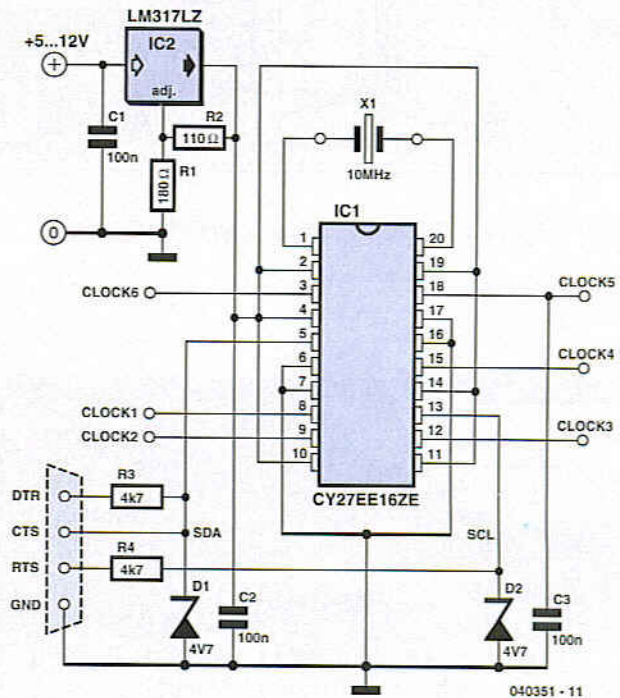 LM317LZ
+5...12V
IC2
adj.
C1
100n
R2
110Ω
R1
180Ω
0
X1
10MHz
IC1
1
2
3
4
5
6
7
8
9
10
20
19
18
17
16
15
14
13
12
11
CY27EE16ZE
CLOCK6
CLOCK1
CLOCK2
CLOCK5
CLOCK4
CLOCK3
DTR
CTS
RTS
GND
R3
4k7
SDA
R4
4k7
SCL
D1
4V7
C2
100n
D2
4V7
C3
100n
040351 - 11